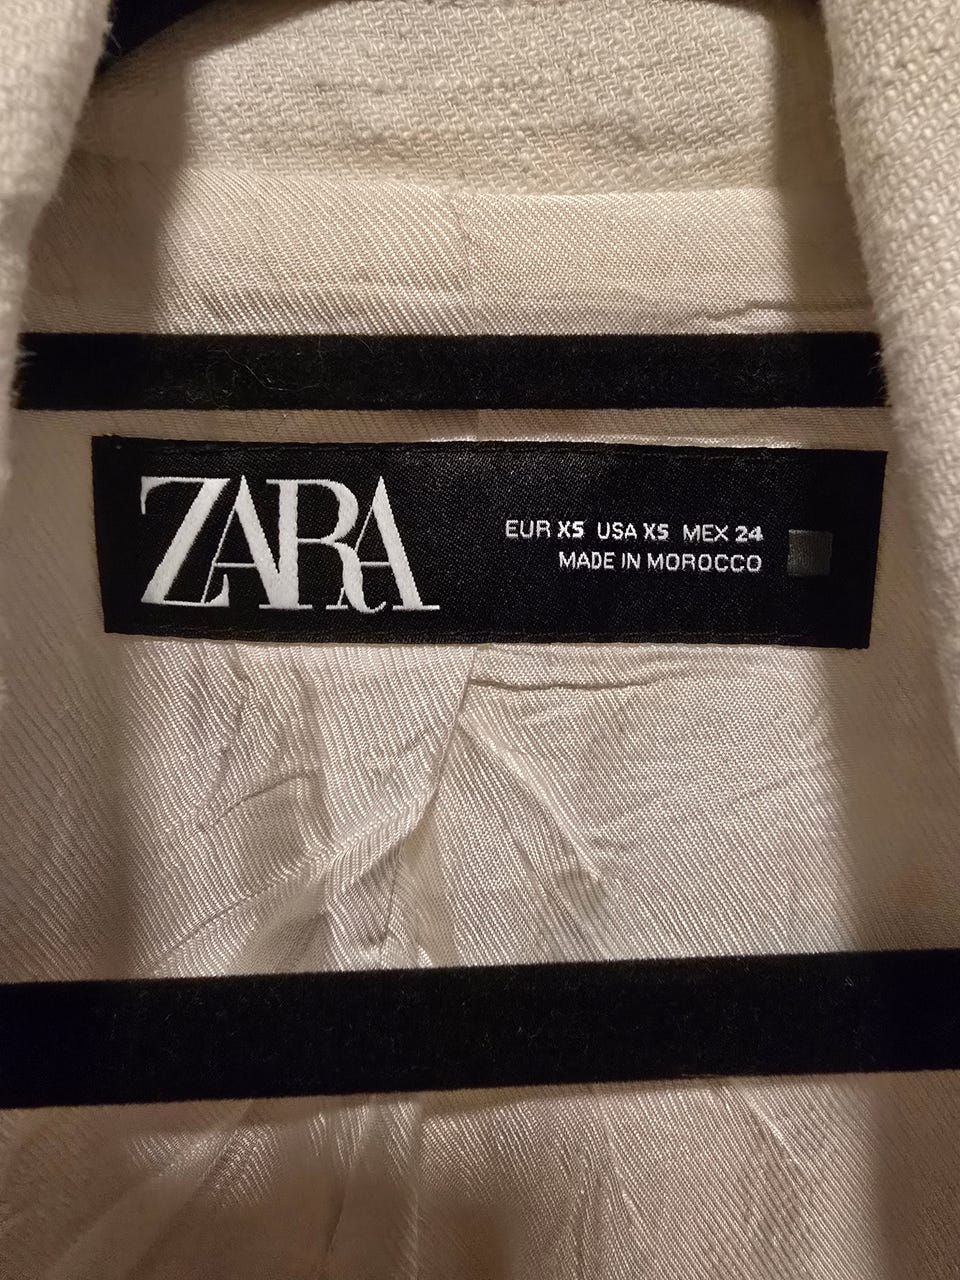 ZARA
EUR XS USA XS MEX 24
MADE IN MOROCCO